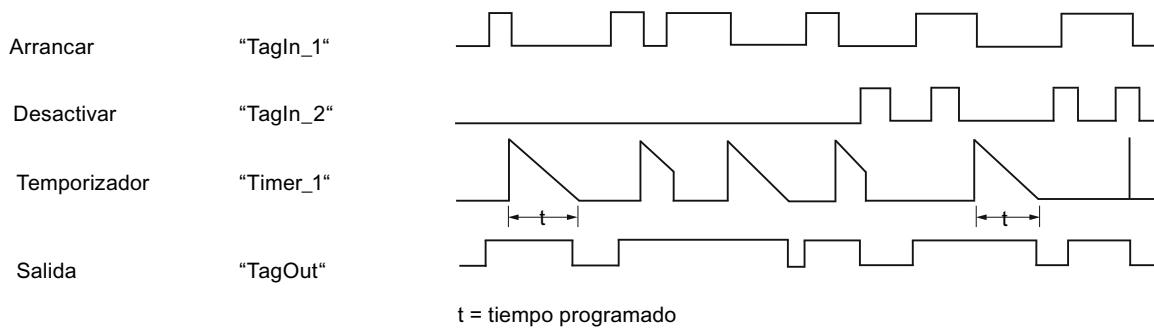 Arrancar “TagIn_1“
Desactivar “TagIn_2“
Temporizador “Timer_1“
t t
Salida “TagOut“
t = tiempo programado